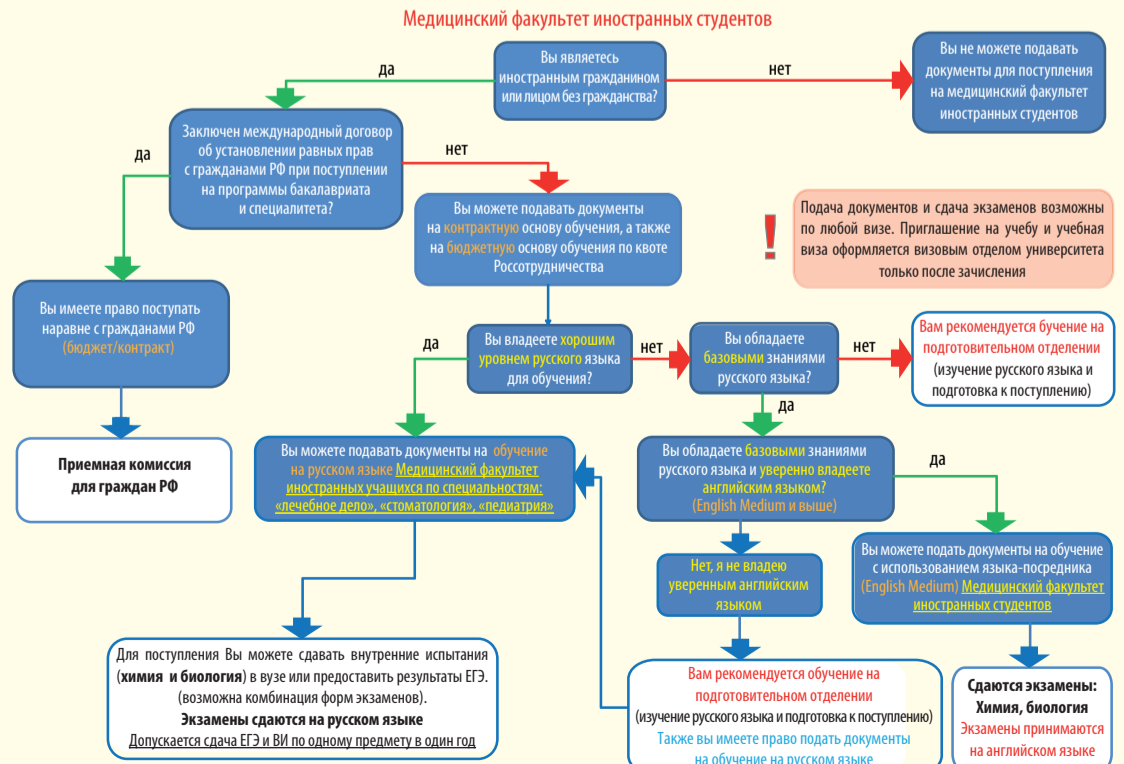 Медицинский факультет иностранных студентов
Вы являетесь
иностранным гражданином
или лицом без гражданства?
да
нет
Вы не можете подавать
документы для поступления
на медицинский факультет
иностранных студентов
Заключен международный договор
об установлении равных прав
с гражданами РФ при поступлении
на программы бакалавриата
и специалитета?
да
нет
Вы можете подавать документы
на контрактную основу обучения, а также
на бюджетную основу обучения по квоте
Россотрудничества
!
Подача документов и сдача экзаменов возможны
по любой визе. Приглашение на учебу и учебная
виза оформляется визовым отделом университета
только после зачисления
Вы имеете право поступать
наравне с гражданами РФ
(бюджет/контракт)
Вы владеете хорошим
уровнем русского языка
для обучения?
да
нет
Вы обладаете
базовыми знаниями
русского языка?
нет
да
Вам рекомендуется бучение на
подготовительном отделении
(изучение русского языка и
подготовка к поступлению)
Приемная комиссия
для граждан РФ
Вы можете подавать документы на обучение
на русском языке Медицинский факультет
иностранных учащихся по специальностям:
«лечебное дело», «стоматология», «педиатрия»
Вы обладаете базовыми знаниями
русского языка и уверенно владеете
английским языком?
(English Medium и выше)
да
Нет, я не владею
уверенным английским
языком
Вы можете подать документы на обучение
с использованием языка-посредника
(English Medium) Медицинский факультет
иностранных студентов
Для поступления Вы можете сдавать внутренние испытания
(химия и биология) в вузе или предоставить результаты ЕГЭ.
(возможна комбинация форм экзаменов).
Экзамены сдаются на русском языке
Допускается сдача ЕГЭ и ВИ по одному предмету в один год
Вам рекомендуется обучение на
подготовительном отделении
(изучение русского языка и подготовка к поступлению)
Также вы имеете право подать документы
на обучение на русском языке
Сдаются экзамены:
Химия, биология
Экзамены принимаются
на английском языке